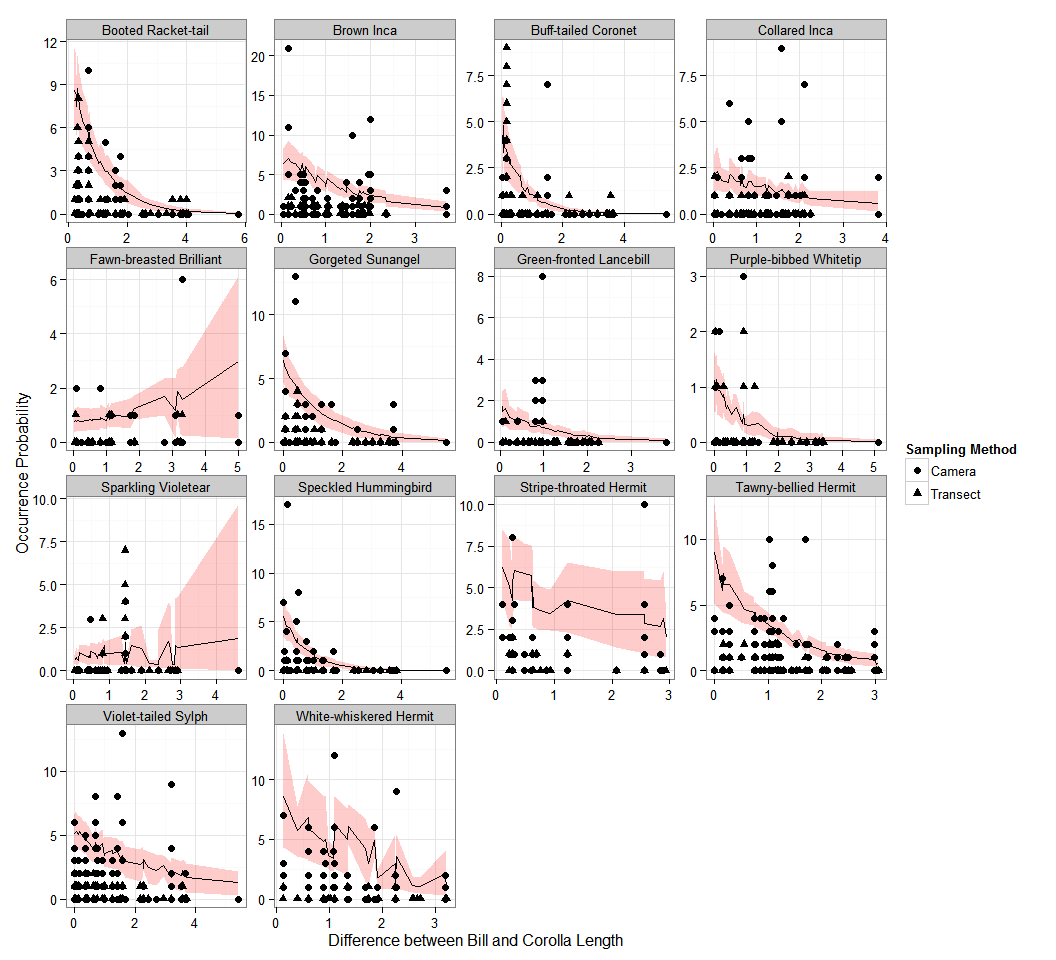 Booted Racket-tail
Brown Inca
Buff-tailed Coronet
Collared Inca
12
9
6
3
0
0 2 4 6
20
15
10
5
0
0 1 2 3
7.5
5.0
2.5
0.0
0 2 4
7.5
5.0
2.5
0.0
0 1 2 3 4
Fawn-breasted Brilliant
Gorgeted Sunangel
Green-fronted Lancebill
Purple-bibbed Whitetip
6
4
2
0
0 1 2 3 4 5
10
5
0
0 2 4
8
6
4
2
0
0 1 2 3
3
2
1
0
0 1 2 3 4 5
Sparkling Violetear
Speckled Hummingbird
Stripe-throated Hermit
Tawny-bellied Hermit
10.0
7.5
5.0
2.5
0.0
0 1 2 3 4
15
10
5
0
0 2 4
10.0
7.5
5.0
2.5
0.0
0 1 2 3
10
5
0
0 1 2 3
Violet-tailed Sylph
White-whiskered Hermit
10
5
0
0 2 4
10
5
0
0 1 2 3
Occurrence Probability
Difference between Bill and Corolla Length
Sampling Method
Camera
Transect